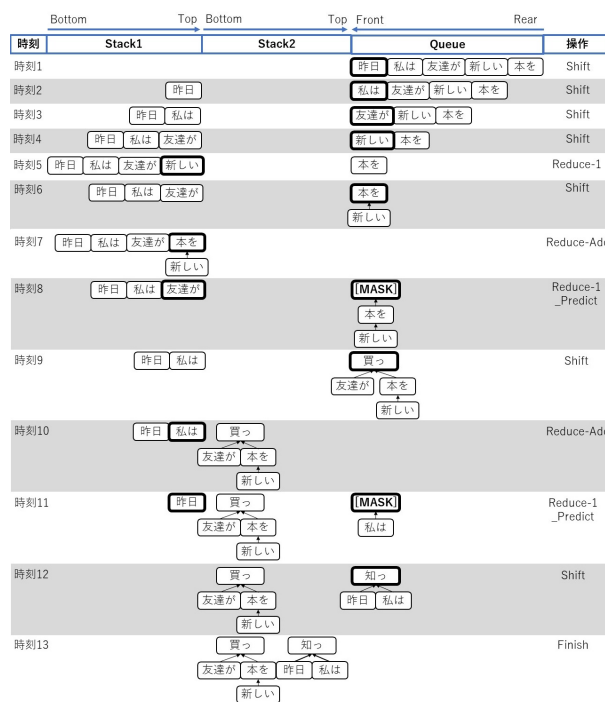 Bottom Top Bottom Top Front Rear
時刻 Stack1 Stack2 Queue 操作
時刻1 昨日 私は 友達が 新しい 本を Shift
時刻2 昨日 私は 友達が 新しい 本を Shift
時刻3 昨日 私は 友達が 新しい 本を Shift
時刻4 昨日 私は 友達が 新しい 本を Shift
時刻5 昨日 私は 友達が 新しい 本を Reduce-1
時刻6 昨日 私は 友達が 本を Shift
新しい
時刻7 昨日 私は 友達が 本を Reduce-Add
新しい
時刻8 昨日 私は 友達が [MASK] Reduce-1
_Predict
本を
新しい
時刻9 昨日 私は 買っ Shift
友達が 本を
新しい
時刻10 昨日 私は 買っ Reduce-Add
友達が 本を
新しい
時刻11 昨日 買っ [MASK] Reduce-1
_Predict
友達が 本を 私は
新しい
時刻12 買っ 知っ Shift
友達が 本を 昨日 私は
新しい
時刻13 買っ 知っ Finish
友達が 本を 昨日 私は
新しい